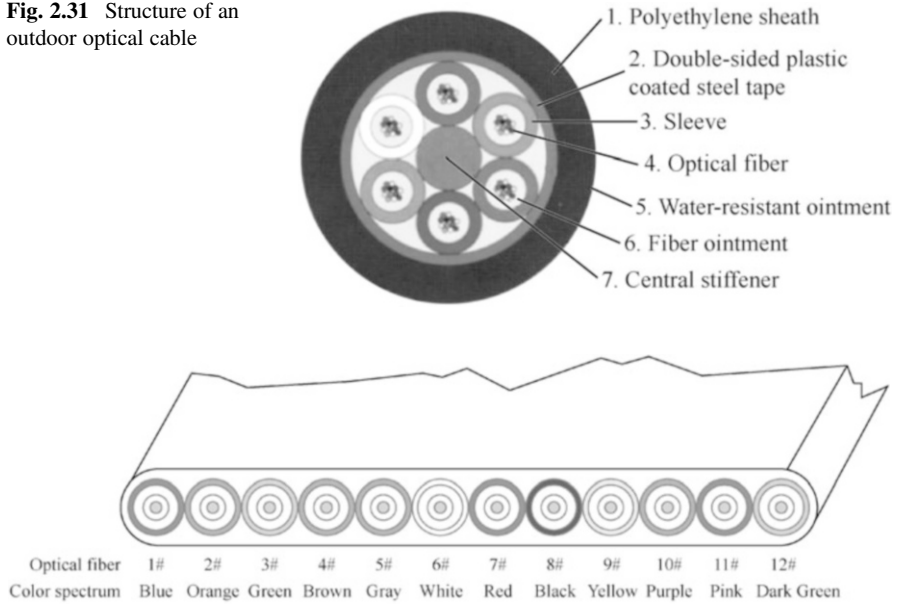 Fig. 2.31 Structure of an
outdoor optical cable
1. Polyethylene sheath
2. Double-sided plastic
coated steel tape
3. Sleeve
4. Optical fiber
5. Water-resistant ointment
6. Fiber ointment
7. Central stiffener
Optical fiber 1# 2# 3# 4# 5# 6# 7# 8# 9# 10# 11# 12#
Color spectrum Blue Orange Green Brown Gray White Red Black Yellow Purple Pink Dark Green